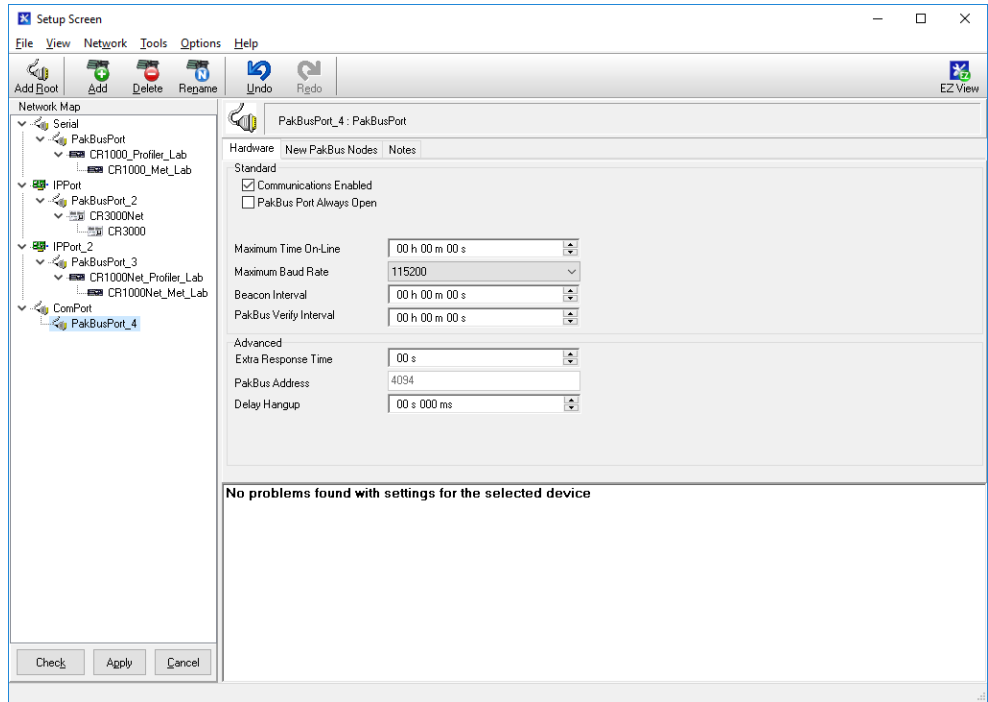 Setup Screen
File View Network Tools Options Help
Add Root Add Delete Rename Undo Redo EZ View
Network Map
Serial
PakBusPort
CR1000_Profiler_Lab
CR1000_Met_Lab
IPPort
PakBusPort_2
CR3000Net
CR3000
IPPort_2
PakBusPort_3
CR1000Net_Profiler_Lab
CR1000Net_Met_Lab
ComPort
PakBusPort_4
Check Apply Cancel
PakBusPort_4 : PakBusPort
Hardware New PakBus Nodes Notes
Standard
Communications Enabled
PakBus Port Always Open
Maximum Time On-Line 00 h 00 m 00 s
Maximum Baud Rate 115200
Beacon Interval 00 h 00 m 00 s
PakBus Verify Interval 00 h 00 m 00 s
Advanced
Extra Response Time 00 s
PakBus Address 4094
Delay Hangup 00 s 000 ms
No problems found with settings for the selected device